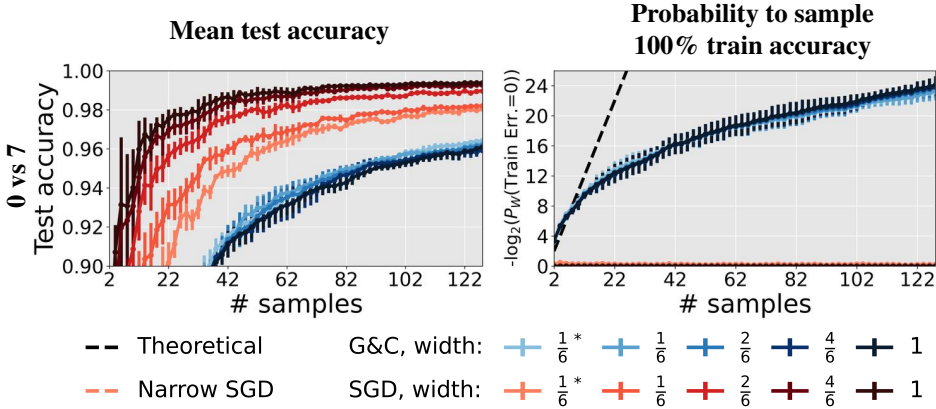 Mean test accuracy
Probability to sample
100% train accuracy
0 vs 7
Test accuracy
1.00
0.98
0.96
0.94
0.92
0.90
2 22 42 62 82 102 122
# samples
-log₂(P_W(Train Err.=0))
24
20
16
12
8
4
0
2 22 42 62 82 102 122
# samples
Theoretical G&C, width: 1/6* 1/6 2/6 4/6 1
Narrow SGD SGD, width: 1/6* 1/6 2/6 4/6 1